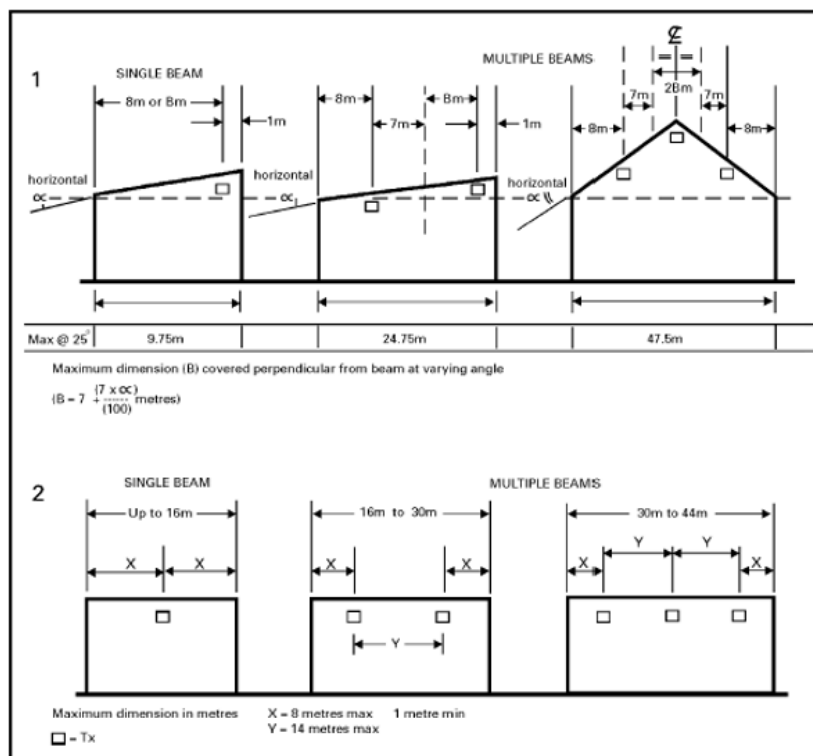 1
SINGLE BEAM
MULTIPLE BEAMS
℄
8m or Bm
1m
8m
Bm
7m
1m
2Bm
7m
7m
8m
8m
horizontal
∝
horizontal
∝
horizontal
∝
Max @ 25° 9.75m 24.75m 47.5m
Maximum dimension (B) covered perpendicular from beam at varying angle
(B = 7 + (7 x ∝) metres)
(100)
2
SINGLE BEAM
MULTIPLE BEAMS
Up to 16m
16m to 30m
30m to 44m
X X
X X
Y
X Y Y X
Maximum dimension in metres X = 8 metres max 1 metre min
Y = 14 metres max
= Tx